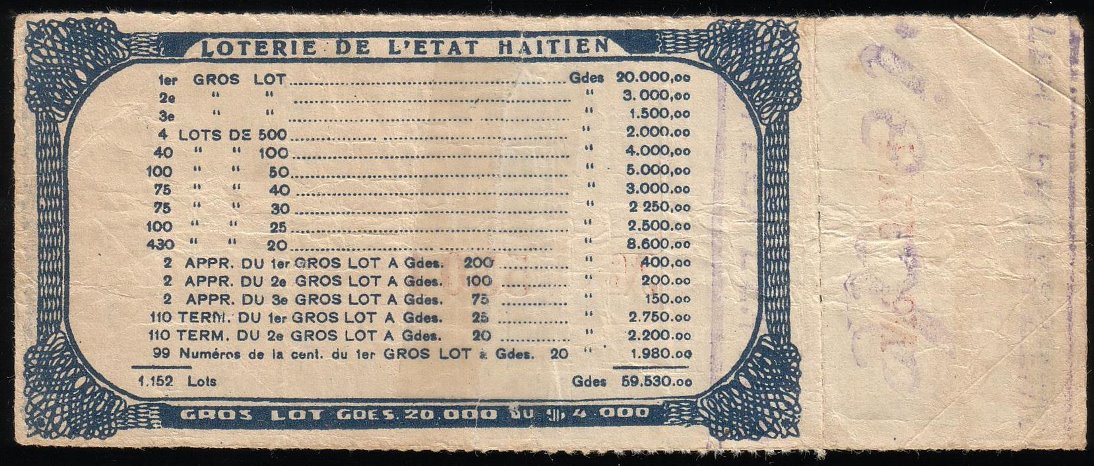 LOTERIE DE L'ETAT HAITIEN
1er GROS LOT ........ Gdes 20.000,oo
2e " " ........ " 3.000,oo
3e " " ........ " 1.500,oo
4 LOTS DE 500 ........ " 2.000,oo
40 " " 100 ........ " 4.000,oo
100 " " 50 ........ " 5.000,oo
75 " " 40 ........ " 3.000,oo
75 " " 30 ........ " 2 250,oo
100 " " 25 ........ " 2.500,oo
430 " " 20 ........ " 8.600,oo
2 APPR. DU 1er GROS LOT A Gdes. 200 ........ " 400,oo
2 APPR. DU 2e GROS LOT A Gdes. 100 ........ " 200.oo
2 APPR. DU 3e GROS LOT A Gdes. 75 ........ " 150.oo
110 TERM. DU 1er GROS LOT A Gdes. 25 ........ " 2.750.oo
110 TERM. DU 2e GROS LOT A Gdes. 20 ........ " 2.200.oo
99 Numéros de la cent. du 1er GROS LOT à Gdes. 20 " 1.980.oo
1.152 Lots Gdes 59.530.oo
GROS LOT GDES. 20.000 OU $ 4 000